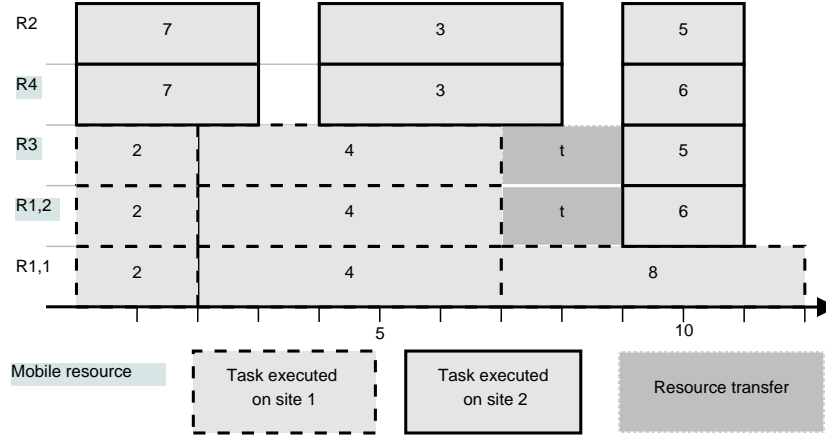 R2 7 3 5
R4 7 3 6
R3 2 4 t 5
R1,2 2 4 t 6
R1,1 2 4 8
5 10
Mobile resource
Task executed
on site 1
Task executed
on site 2
Resource transfer